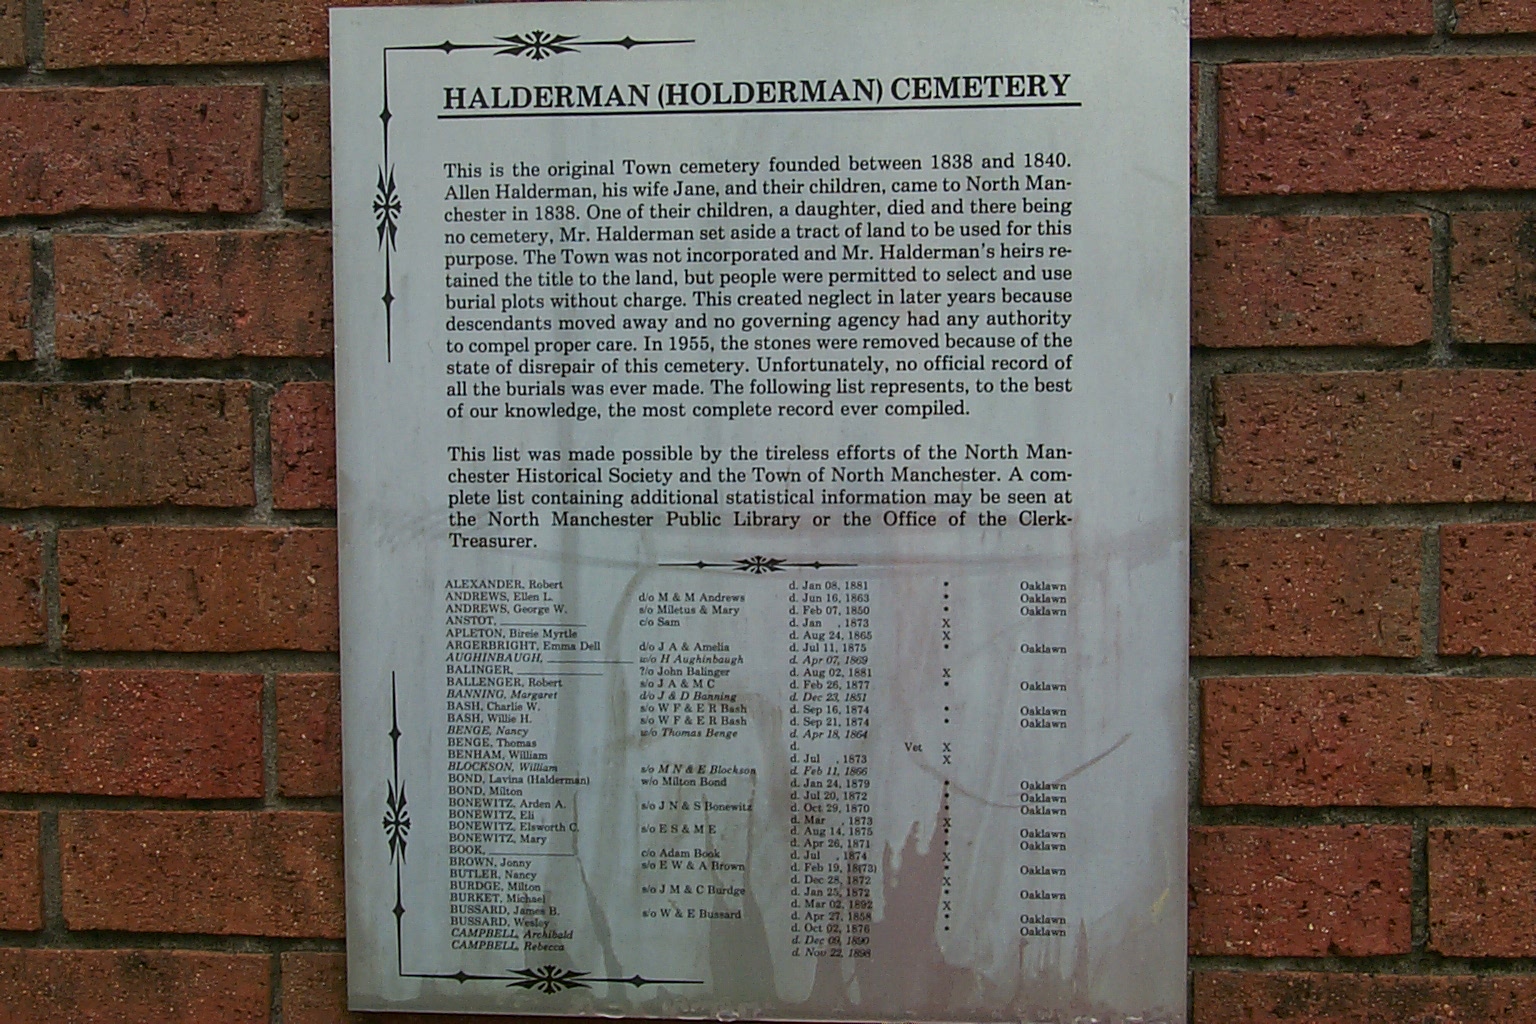 HALDERMAN (HOLDERMAN) CEMETERY
This is the original Town cemetery founded between 1838 and 1840.
Allen Halderman, his wife Jane, and their children, came to North Man-
chester in 1838. One of their children, a daughter, died and there being
no cemetery, Mr. Halderman set aside a tract of land to be used for this
purpose. The Town was not incorporated and Mr. Halderman's heirs re-
tained the title to the land, but people were permitted to select and use
burial plots without charge. This created neglect in later years because
descendants moved away and no governing agency had any authority
to compel proper care. In 1955, the stones were removed because of the
state of disrepair of this cemetery. Unfortunately, no official record of
all the burials was ever made. The following list represents, to the best
of our knowledge, the most complete record ever compiled.
This list was made possible by the tireless efforts of the North Man-
chester Historical Society and the Town of North Manchester. A com-
plete list containing additional statistical information may be seen at
the North Manchester Public Library or the Office of the Clerk-
Treasurer.
ALEXANDER, Robert d. Jan 08, 1881 • Oaklawn
ANDREWS, Ellen L. d/o M & M Andrews d. Jun 16, 1863 • Oaklawn
ANDREWS, George W. s/o Miletus & Mary d. Feb 07, 1850 • Oaklawn
ANSTOT, ____________ c/o Sam d. Jan , 1873 X
APLETON, Bireie Myrtle d. Aug 24, 1865 X
ARGERBRIGHT, Emma Dell d/o J A & Amelia d. Jul 11, 1875 • Oaklawn
AUGHINBAUGH, ____________ w/o H Aughinbaugh d. Apr 07, 1869
BALINGER, ____________ ?/o John Balinger d. Aug 02, 1881 X
BALLENGER, Robert s/o J A & M C d. Feb 26, 1877 • Oaklawn
BANNING, Margaret d/o J & D Banning d. Dec 23, 1851
BASH, Charlie W. s/o W F & E R Bash d. Sep 16, 1874 • Oaklawn
BASH, Willie H. s/o W F & E R Bash d. Sep 21, 1874 • Oaklawn
BENGE, Nancy w/o Thomas Benge d. Apr 18, 1864
BENGE, Thomas d. Vet X
BENHAM, William d. Jul , 1873 X
BLOCKSON, William s/o M N & E Blockson d. Feb 11, 1866
BOND, Lavina (Halderman) w/o Milton Bond d. Jan 24, 1879 • Oaklawn
BOND, Milton d. Jul 20, 1872 • Oaklawn
BONEWITZ, Arden A. s/o J N & S Bonewitz d. Oct 29, 1870 • Oaklawn
BONEWITZ, Eli d. Mar , 1873 X
BONEWITZ, Elsworth C. s/o E S & M E d. Aug 14, 1875 • Oaklawn
BONEWITZ, Mary d. Apr 26, 1871 • Oaklawn
BOOK, ____________ c/o Adam Book d. Jul , 1874 X
BROWN, Jonny s/o E W & A Brown d. Feb 19, 18(73) • Oaklawn
BUTLER, Nancy d. Dec 28, 1872 X
BURDGE, Milton s/o J M & C Burdge d. Jan 25, 1872 • Oaklawn
BURKET, Michael d. Mar 02, 1892 X
BUSSARD, James B. s/o W & E Bussard d. Apr 27, 1858 • Oaklawn
BUSSARD, Wesley d. Oct 02, 1876 • Oaklawn
CAMPBELL, Archibald d. Dec 09, 1890
CAMPBELL, Rebecca d. Nov 22, 1898